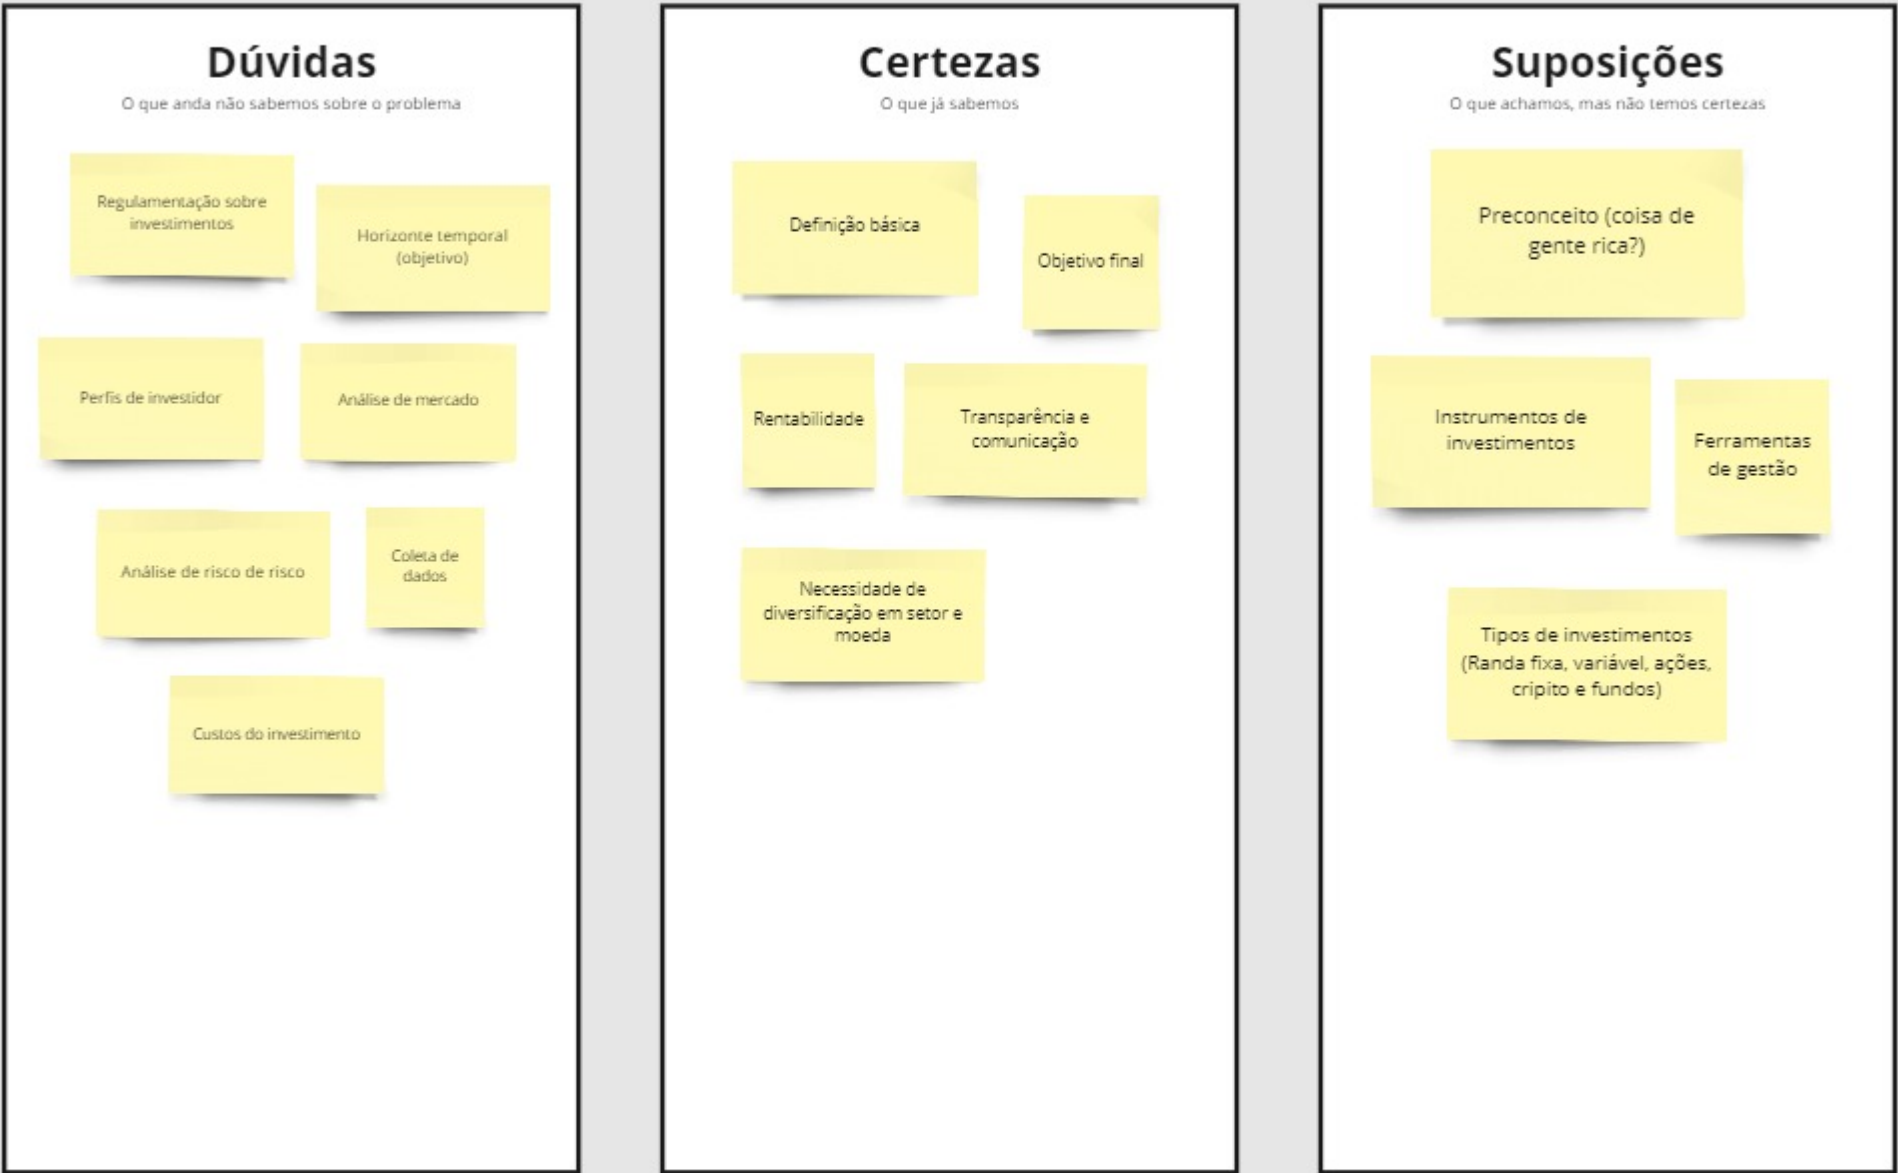 Dúvidas
O que anda não sabemos sobre o problema
Regulamentação sobre
investimentos
Horizonte temporal
(objetivo)
Perfis de investidor
Análise de mercado
Análise de risco de risco
Coleta de
dados
Custos do investimento
Certezas
O que já sabemos
Definição básica
Objetivo final
Rentabilidade
Transparência e
comunicação
Necessidade de
diversificação em setor e
moeda
Suposições
O que achamos, mas não temos certezas
Preconceito (coisa de
gente rica?)
Instrumentos de
investimentos
Ferramentas
de gestão
Tipos de investimentos
(Randa fixa, variável, ações,
cripito e fundos)